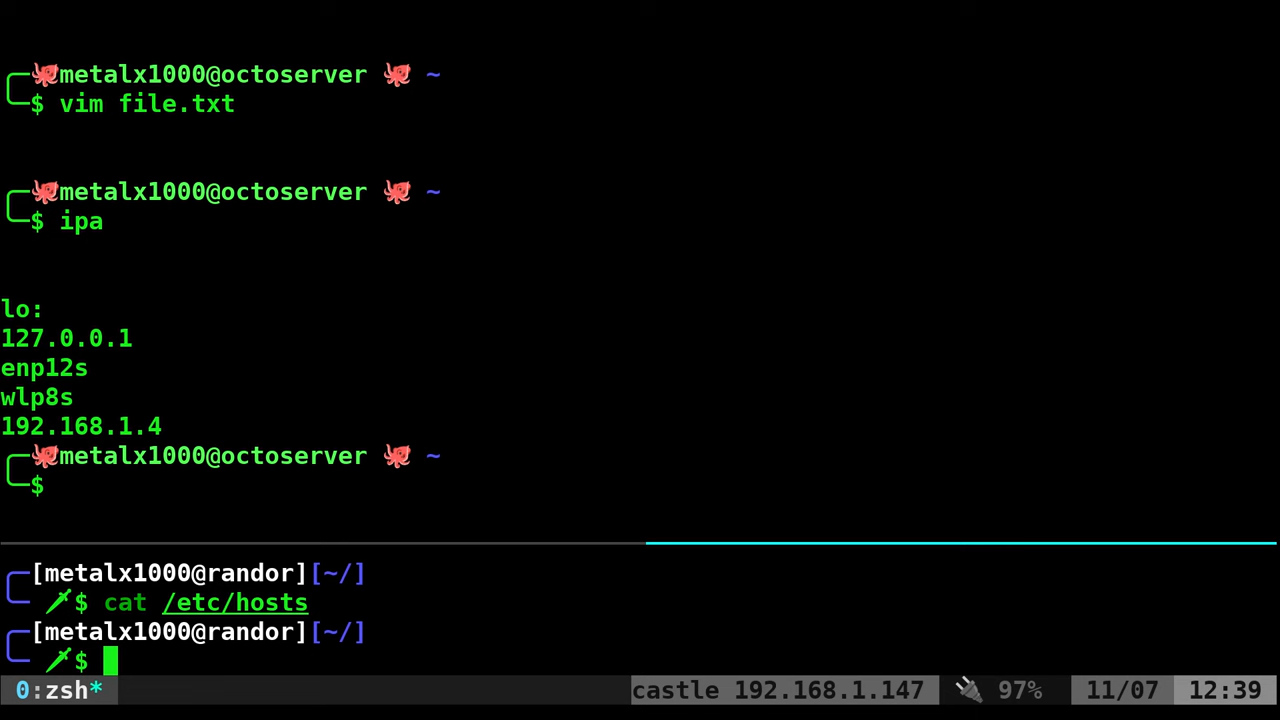 metalx1000@octoserver ~
$ vim file.txt
metalx1000@octoserver ~
$ ipa
lo:
127.0.0.1
enp12s
wlp8s
192.168.1.4
metalx1000@octoserver ~
$
[metalx1000@randor][~/]
$ cat /etc/hosts
[metalx1000@randor][~/]
$
0:zsh* castle 192.168.1.147 97% 11/07 12:39